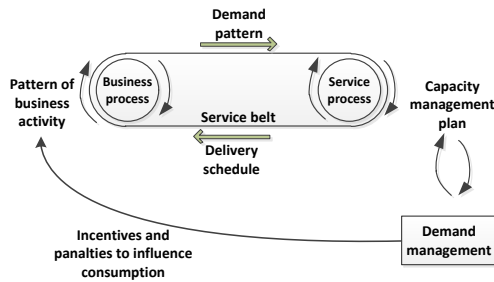 Demand
pattern
Pattern of
business
activity
Business
process
Service
process
Capacity
management
plan
Service belt
Delivery
schedule
Incentives and
panalties to influence
consumption
Demand
management